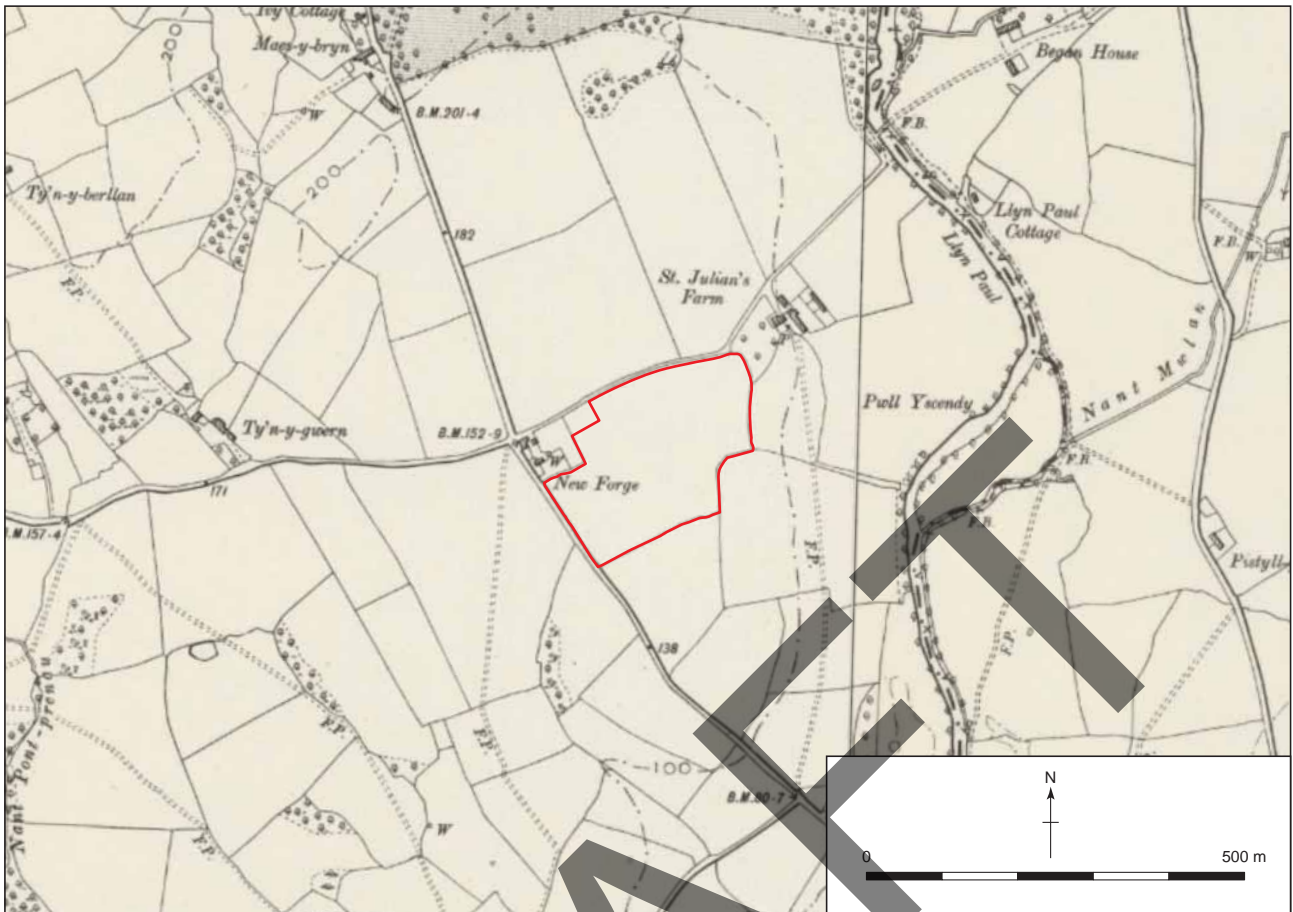 Ivy Cottage
Maes-y-bryn
200
W
B.M.201-4
Began House
F.B.
Ty'n-y-berllan
200
182
F.P.
Llyn Paul
Cottage
Llyn Paul
F.B.
W
St. Julian's
Farm
Nant Mwlan
Pwll Yscendy
Ty'n-y-gwern
B.M.152-9
W
New Forge
171
B.M.157-4
F.B.
F.B.
F.P.
Pistyll-
F.P.
138
Nant Pont-prenau
F.P.
F.P.
100
B.M.80-7
W
F.P.
N
0
500 m